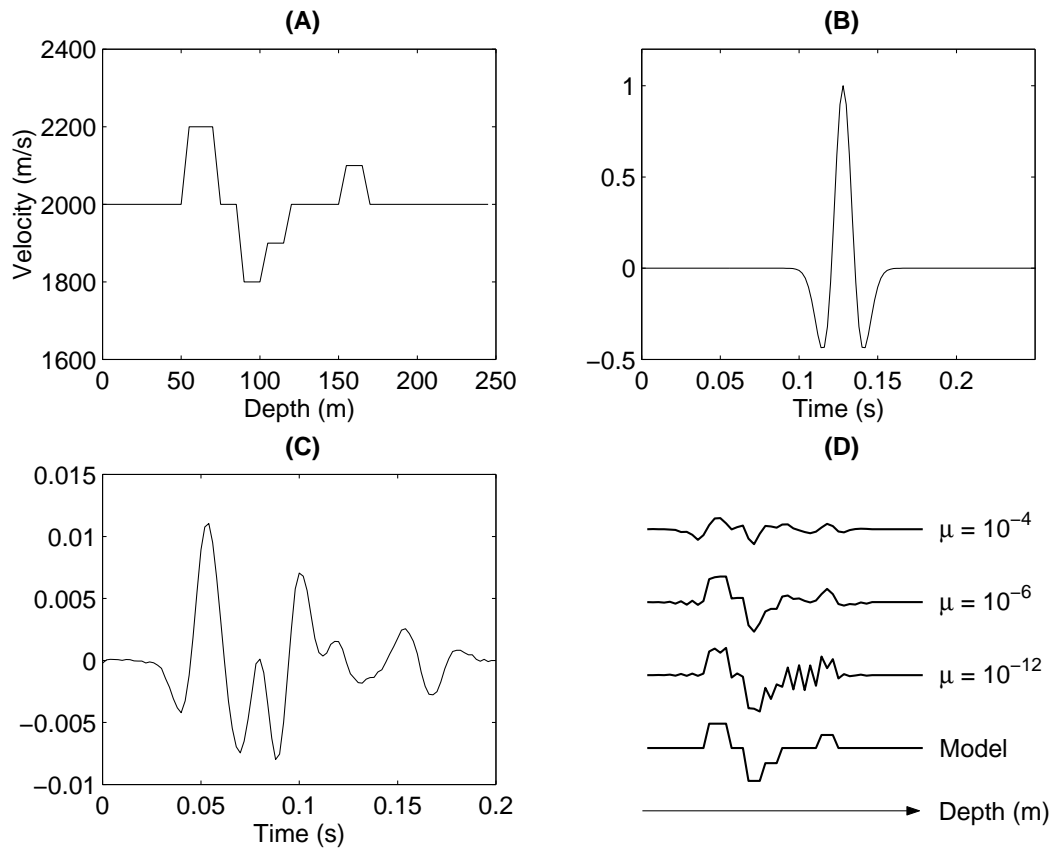 (A)
2400
2200
2000
1800
1600
Velocity (m/s)
0
50
100
150
200
250
Depth (m)
(B)
1
0.5
0
−0.5
0
0.05
0.1
0.15
0.2
Time (s)
(C)
0.015
0.01
0.005
0
−0.005
−0.01
0
0.05
0.1
0.15
0.2
Time (s)
(D)
μ = 10⁻⁴
μ = 10⁻⁶
μ = 10⁻¹²
Model
Depth (m)